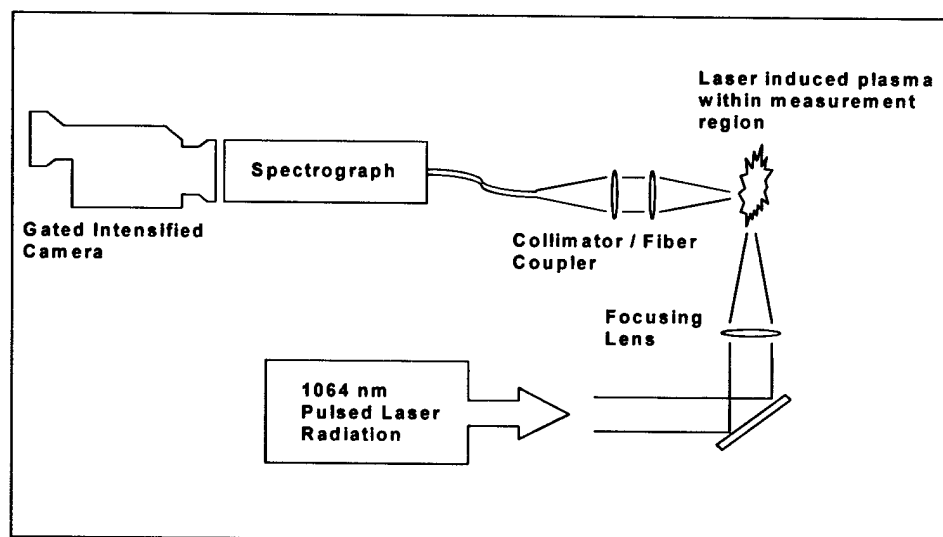 Laser induced plasma
within measurement
region
Spectrograph
Gated Intensified
Camera
Collimator / Fiber
Coupler
Focusing
Lens
1064 nm
Pulsed Laser
Radiation